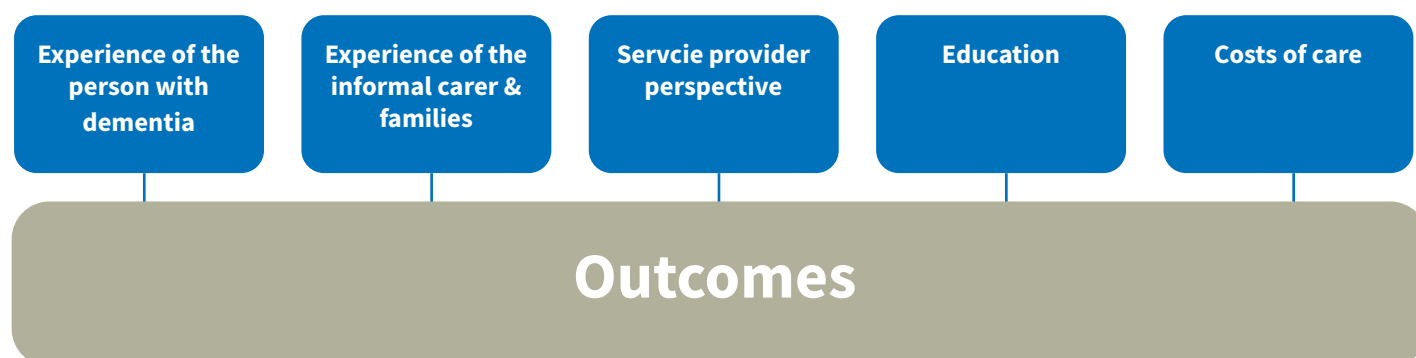 Experience of the
person with
dementia
Experience of the
informal carer &
families
Servcie provider
perspective
Education
Costs of care
Outcomes